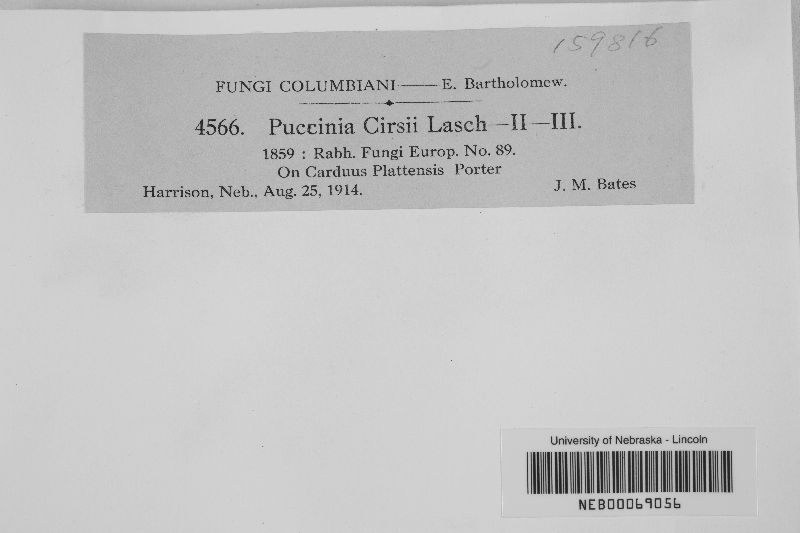 159816
FUNGI COLUMBIANI —— E. Bartholomew.
4566. Puccinia Cirsii Lasch —II—III.
1859 : Rabh. Fungi Europ. No. 89.
On Carduus Plattensis Porter
Harrison, Neb., Aug. 25, 1914. J. M. Bates
University of Nebraska - Lincoln
NEB00069056